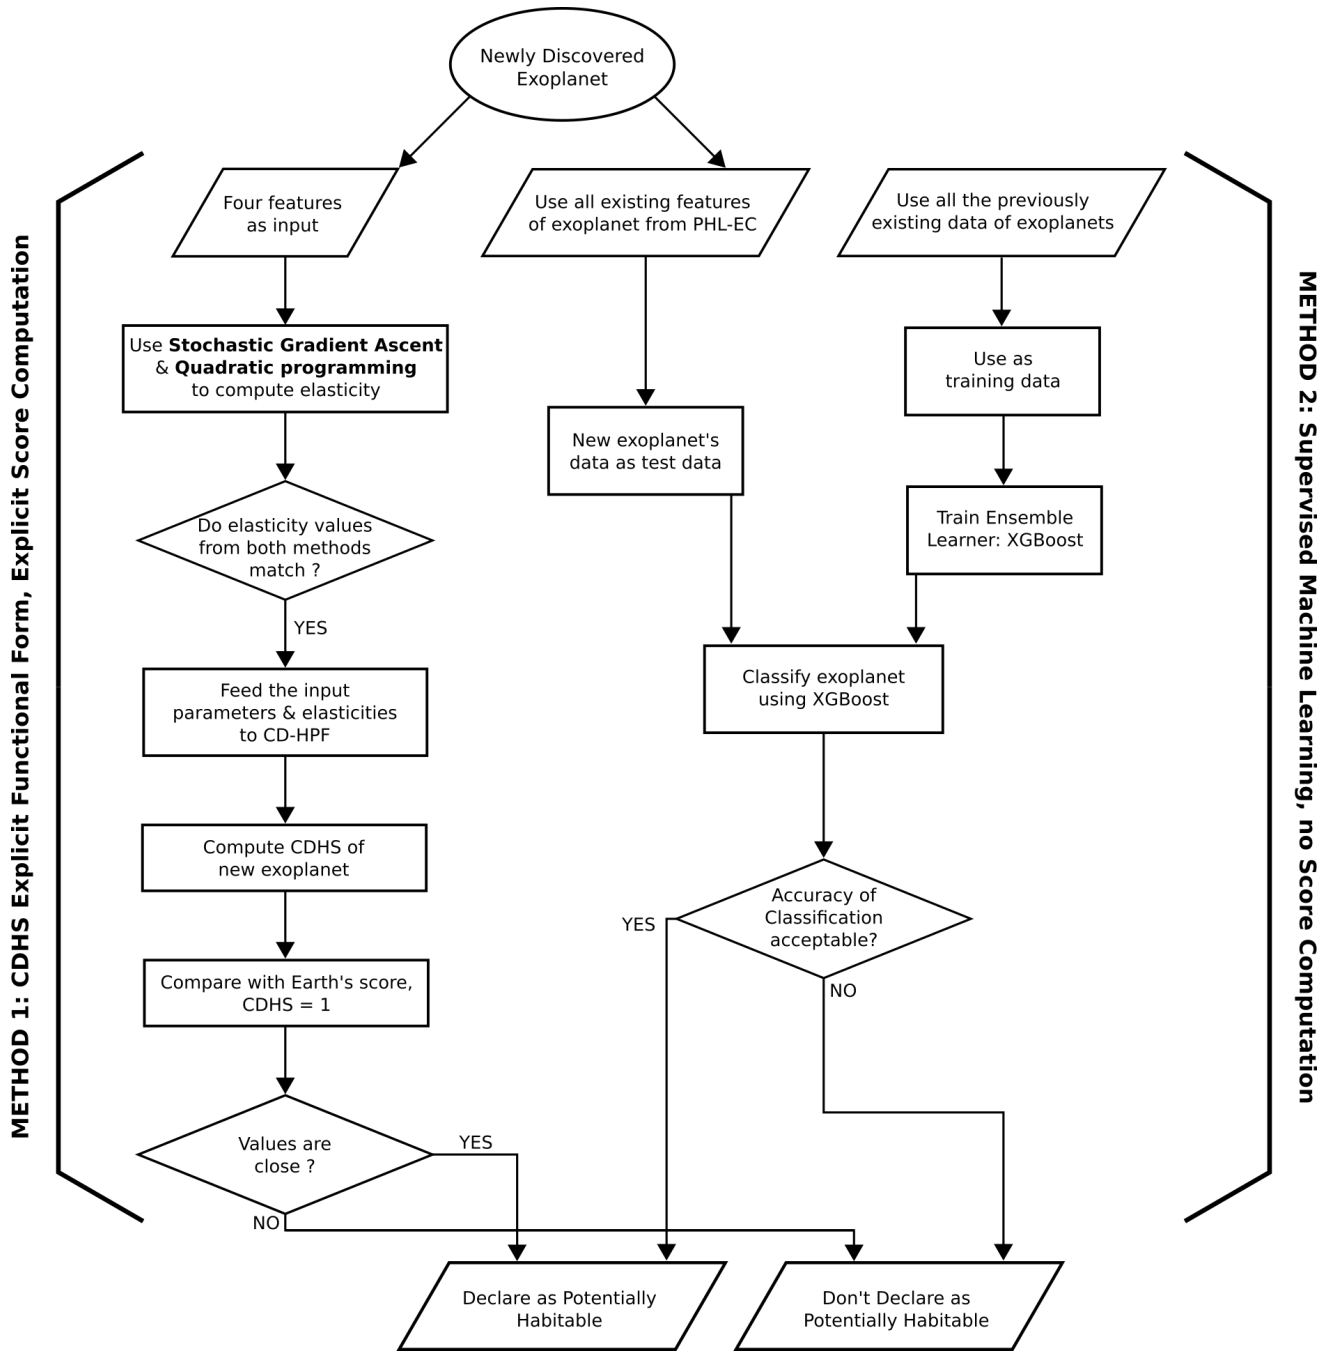 Newly Discovered
Exoplanet
Four features
as input
Use all existing features
of exoplanet from PHL-EC
Use all the previously
existing data of exoplanets
METHOD 1: CDHS Explicit Functional Form, Explicit Score Computation
METHOD 2: Supervised Machine Learning, no Score Computation
Use Stochastic Gradient Ascent
& Quadratic programming
to compute elasticity
Use as
training data
New exoplanet's
data as test data
Do elasticity values
from both methods
match ?
Train Ensemble
Learner: XGBoost
YES
Feed the input
parameters & elasticities
to CD-HPF
Classify exoplanet
using XGBoost
Compute CDHS of
new exoplanet
Accuracy of
Classification
acceptable?
YES
NO
Compare with Earth's score,
CDHS = 1
Values are
close ?
YES
NO
Declare as Potentially
Habitable
Don't Declare as
Potentially Habitable